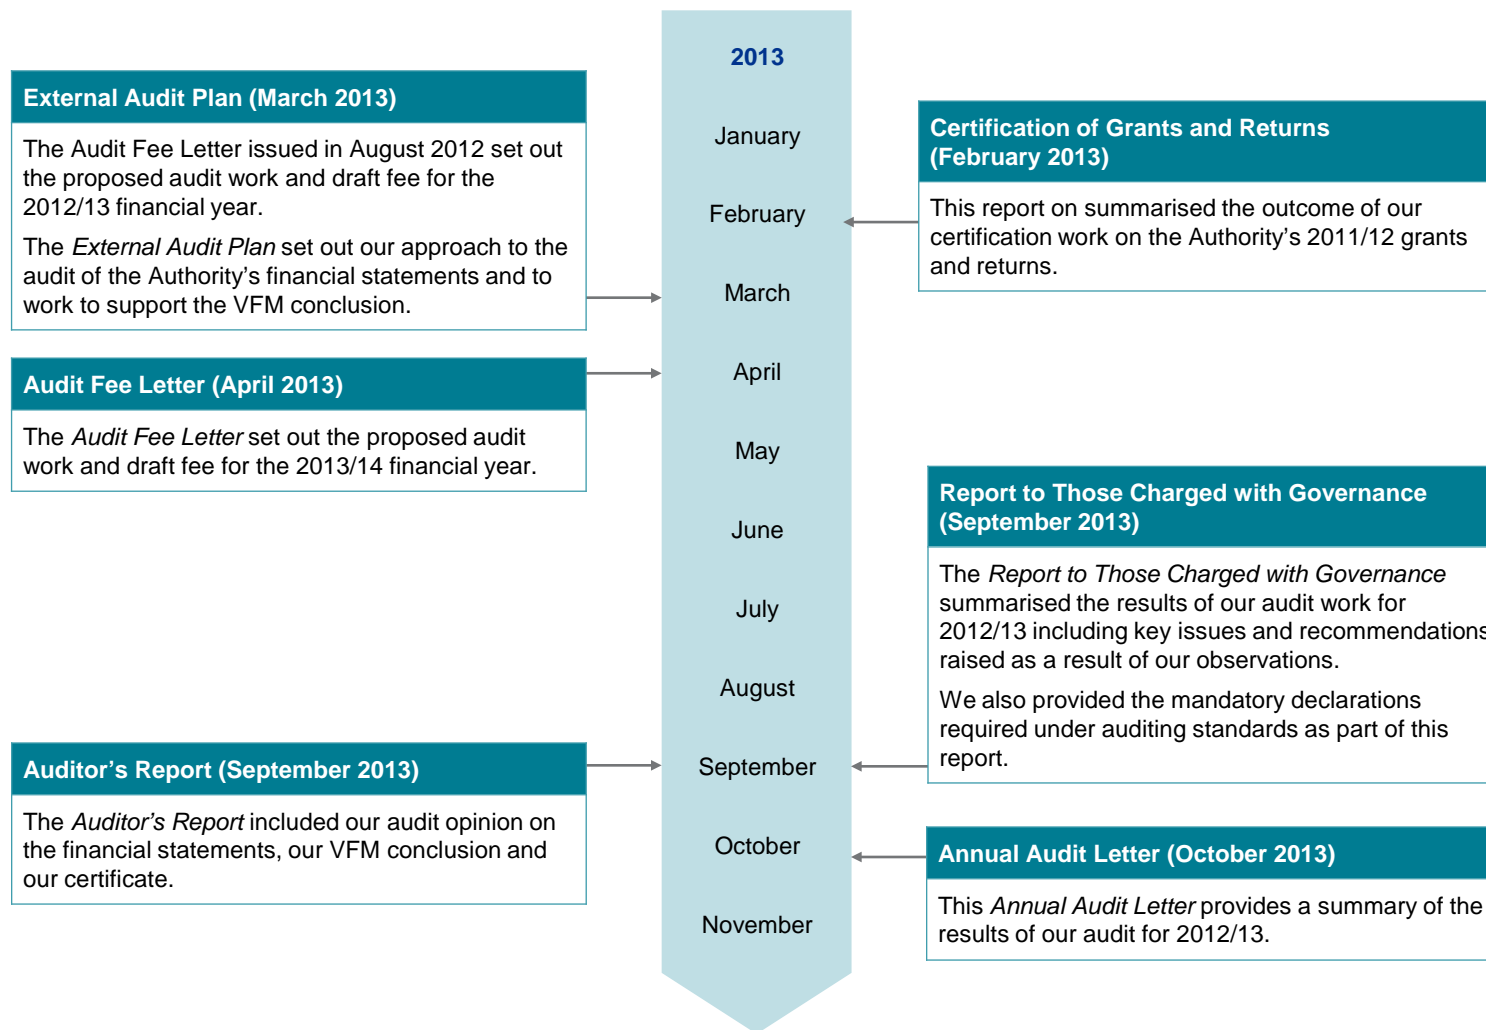 2013
January
February
March
April
May
June
July
August
September
October
November
External Audit Plan (March 2013)
The Audit Fee Letter issued in August 2012 set out
the proposed audit work and draft fee for the
2012/13 financial year.
The External Audit Plan set out our approach to the
audit of the Authority’s financial statements and to
work to support the VFM conclusion.
Audit Fee Letter (April 2013)
The Audit Fee Letter set out the proposed audit
work and draft fee for the 2013/14 financial year.
Auditor’s Report (September 2013)
The Auditor’s Report included our audit opinion on
the financial statements, our VFM conclusion and
our certificate.
Certification of Grants and Returns
(February 2013)
This report on summarised the outcome of our
certification work on the Authority’s 2011/12 grants
and returns.
Report to Those Charged with Governance
(September 2013)
The Report to Those Charged with Governance
summarised the results of our audit work for
2012/13 including key issues and recommendations
raised as a result of our observations.
We also provided the mandatory declarations
required under auditing standards as part of this
report.
Annual Audit Letter (October 2013)
This Annual Audit Letter provides a summary of the
results of our audit for 2012/13.